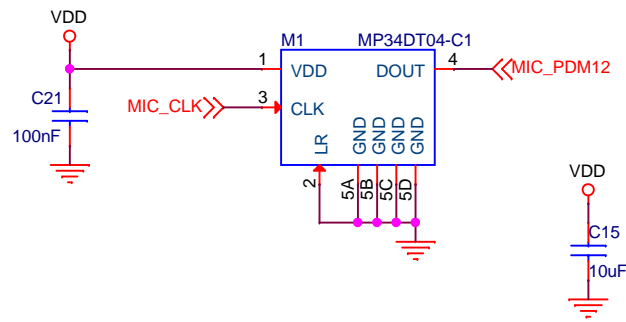 VDD
M1 MP34DT04-C1
1 VDD DOUT 4 MIC_PDM12
C21
100nF
MIC_CLK 3 CLK
LR GND GND GND GND
2 5A 5B 5C 5D
VDD
C15
10uF